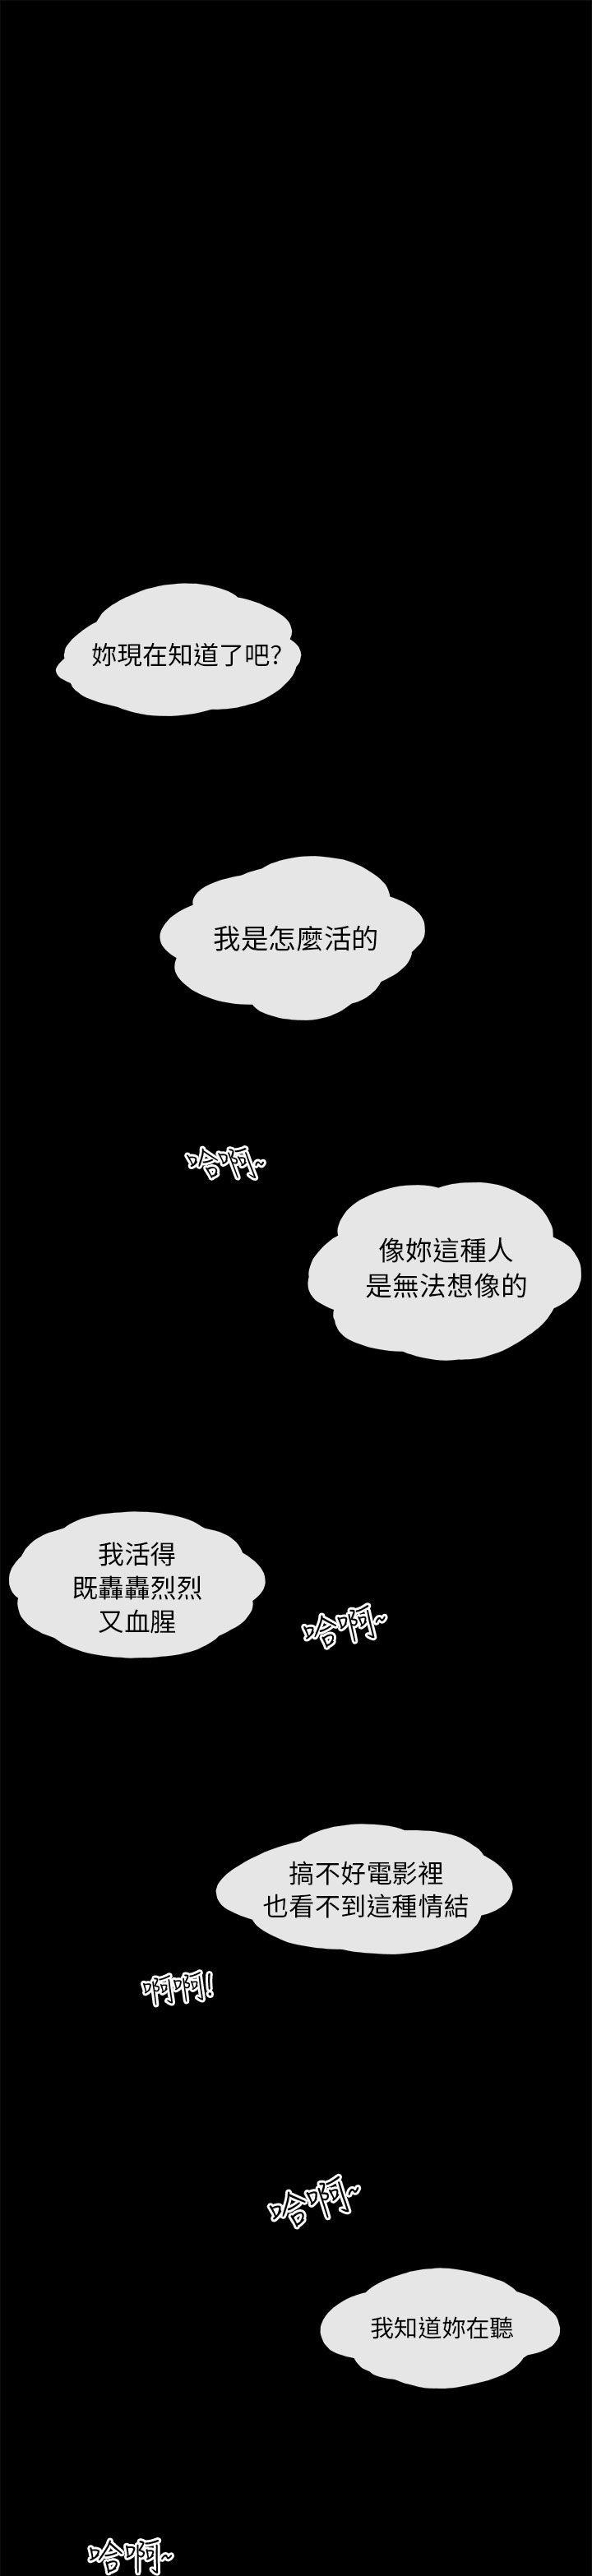 妳現在知道了吧?
我是怎麼活的
哈啊~
像妳這種人
是無法想像的
我活得
既轟轟烈烈
又血腥
哈啊~
搞不好電影裡
也看不到這種情結
啊啊!
哈啊~
我知道妳在聽
哈啊~